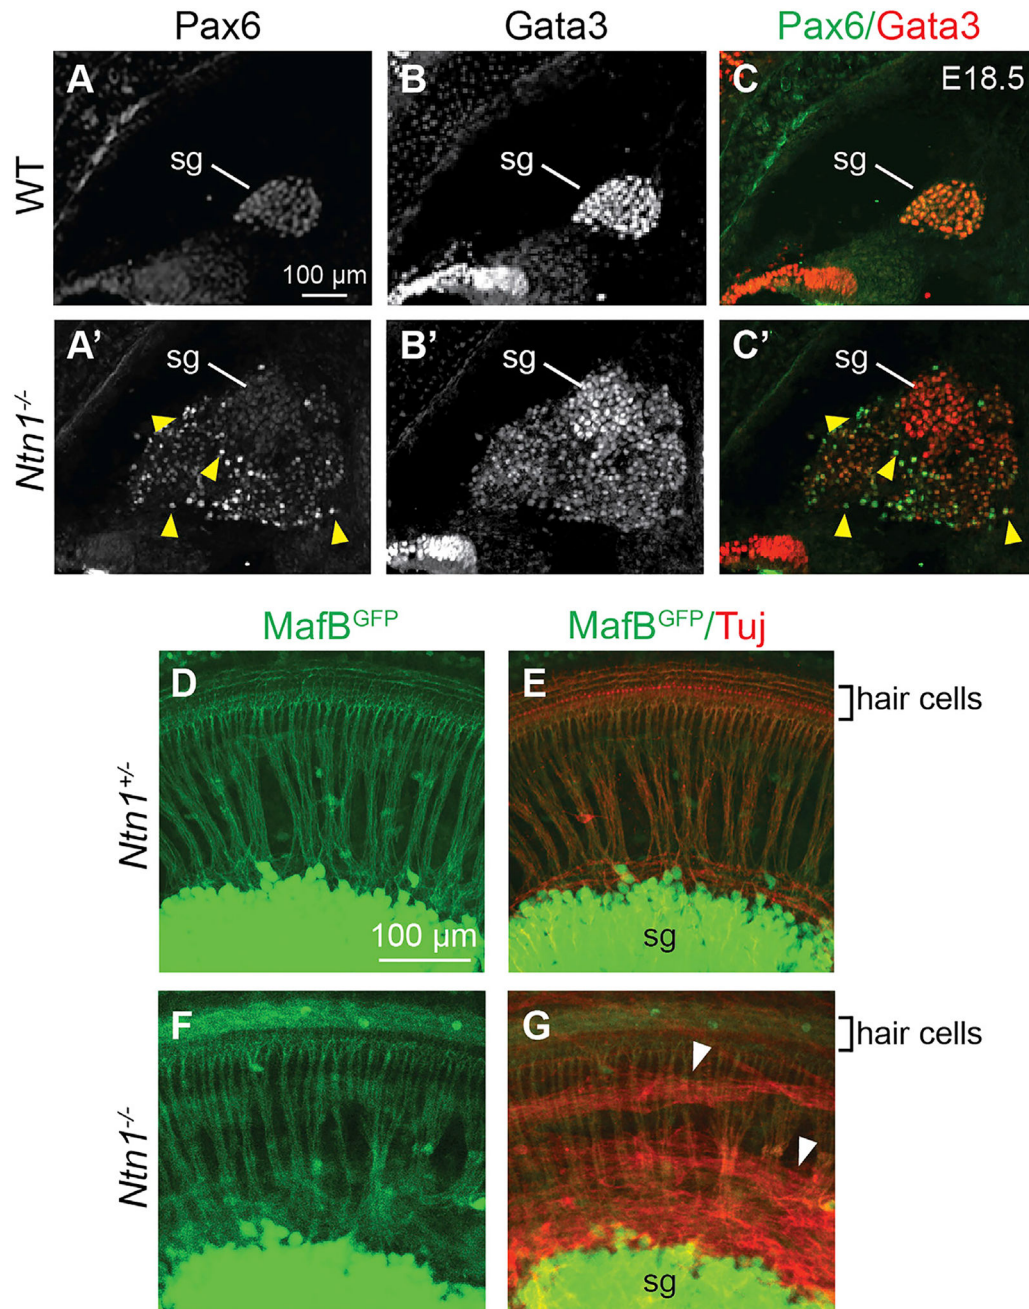 Pax6 Gata3 Pax6/Gata3
WT
A sg 100 µm B sg C E18.5 sg
Ntn1-/-
A’ sg B’ sg C’ sg
MafBGFP MafBGFP/Tuj
Ntn1+/-
D 100 µm E sg hair cells
Ntn1-/-
F G sg hair cells